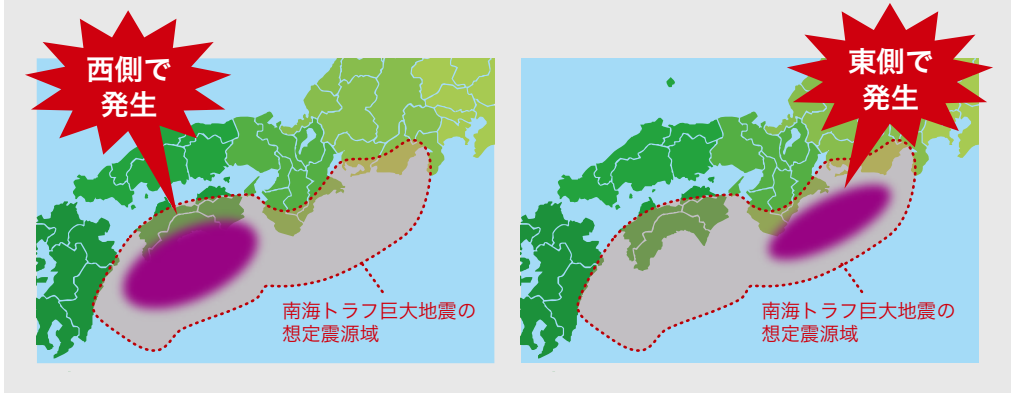 西側で
発生
南海トラフ巨大地震の
想定震源域
東側で
発生
南海トラフ巨大地震の
想定震源域